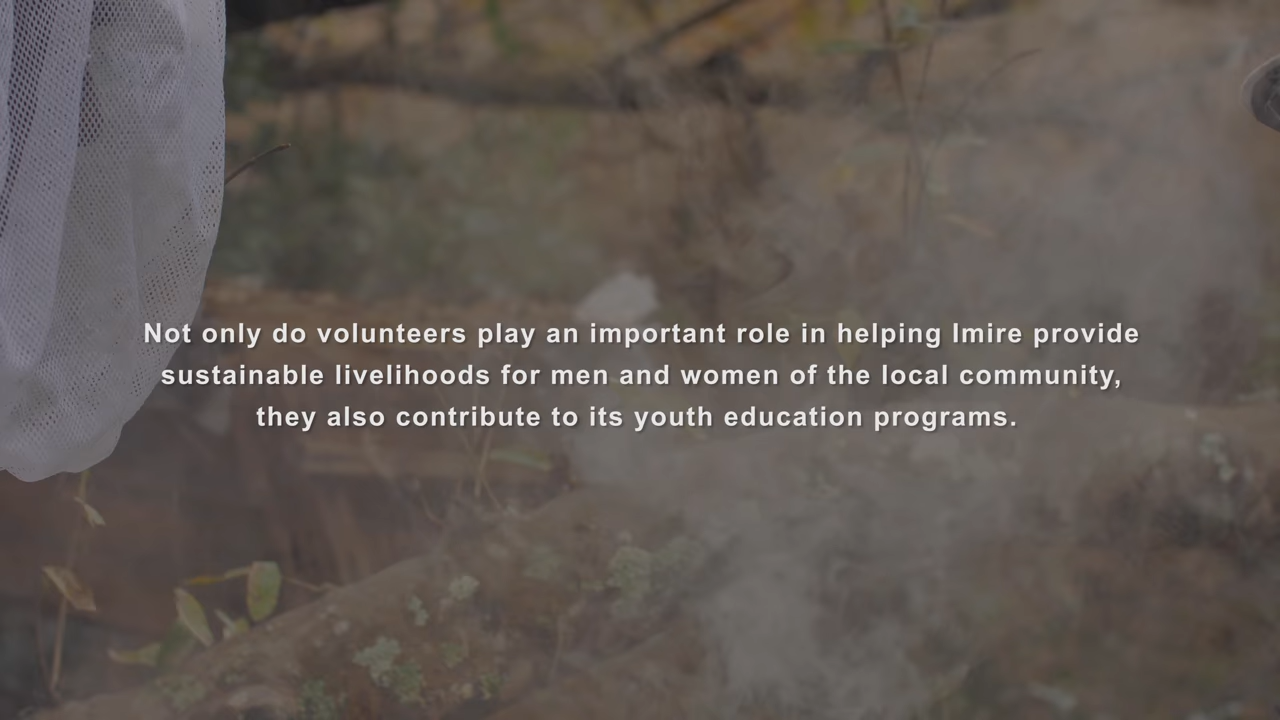 Not only do volunteers play an important role in helping Imire provide
sustainable livelihoods for men and women of the local community,
they also contribute to its youth education programs.